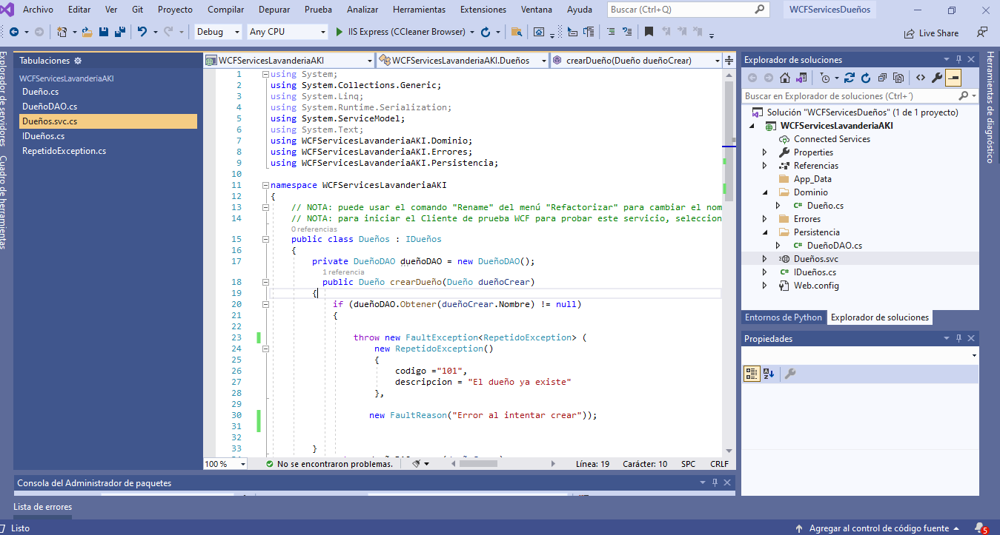 Archivo Editar Ver Git Proyecto Compilar Depurar Prueba Analizar Herramientas Extensiones Ventana Ayuda Buscar (Ctrl+Q) WCFServicesDueños
Debug Any CPU IIS Express (CCleaner Browser) Live Share
Explorador de servidores
Cuadro de herramientas
Tabulaciones
WCFServicesLavanderiaAKI
Dueño.cs
DueñoDAO.cs
Dueños.svc.cs
IDueños.cs
RepetidoException.cs
WCFServicesLavanderiaAKI WCFServicesLavanderiaAKI.Dueños crearDueño(Dueño dueñoCrear)
1 using System;
2 using System.Collections.Generic;
3 using System.Linq;
4 using System.Runtime.Serialization;
5 using System.ServiceModel;
6 using System.Text;
7 using WCFServicesLavanderiaAKI.Dominio;
8 using WCFServicesLavanderiaAKI.Errores;
9 using WCFServicesLavanderiaAKI.Persistencia;
10
11 namespace WCFServicesLavanderiaAKI
12 {
13 // NOTA: puede usar el comando "Rename" del menú "Refactorizar" para cambiar el nom
14 // NOTA: para iniciar el Cliente de prueba WCF para probar este servicio, seleccion
0 referencias
15 public class Dueños : IDueños
16 {
17 private DueñoDAO dueñoDAO = new DueñoDAO();
1 referencia
18 public Dueño crearDueño(Dueño dueñoCrear)
19 {
20 if (dueñoDAO.Obtener(dueñoCrear.Nombre) != null)
21 {
22
23 throw new FaultException<RepetidoException> (
24 new RepetidoException()
25 {
26 codigo ="101",
27 descripcion = "El dueño ya existe"
28 },
29
30 new FaultReason("Error al intentar crear"));
31
32
33 }
100 % No se encontraron problemas. Línea: 19 Carácter: 10 SPC CRLF
Consola del Administrador de paquetes
Lista de errores
Explorador de soluciones
Buscar en Explorador de soluciones (Ctrl+´)
Solución "WCFServicesDueños" (1 de 1 proyecto)
WCFServicesLavanderiaAKI
Connected Services
Properties
Referencias
App_Data
Dominio
C# Dueño.cs
Errores
Persistencia
C# DueñoDAO.cs
Dueños.svc
C# IDueños.cs
Web.config
Entornos de Python Explorador de soluciones
Propiedades
Herramientas de diagnóstico
Listo Agregar al control de código fuente 5